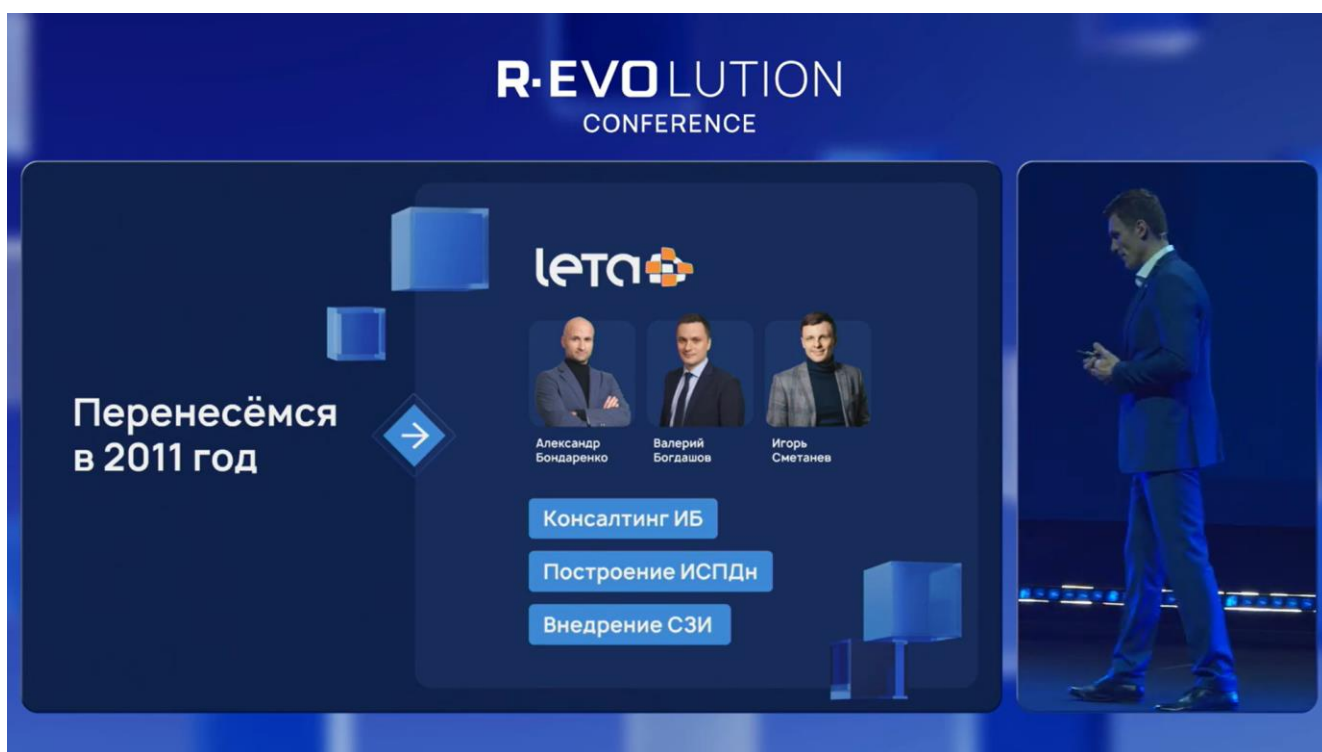 R·EVOLUTION
CONFERENCE
Перенесёмся
в 2011 год
leta
Александр
Бондаренко
Валерий
Богдашов
Игорь
Сметанев
Консалтинг ИБ
Построение ИСПДн
Внедрение СЗИ